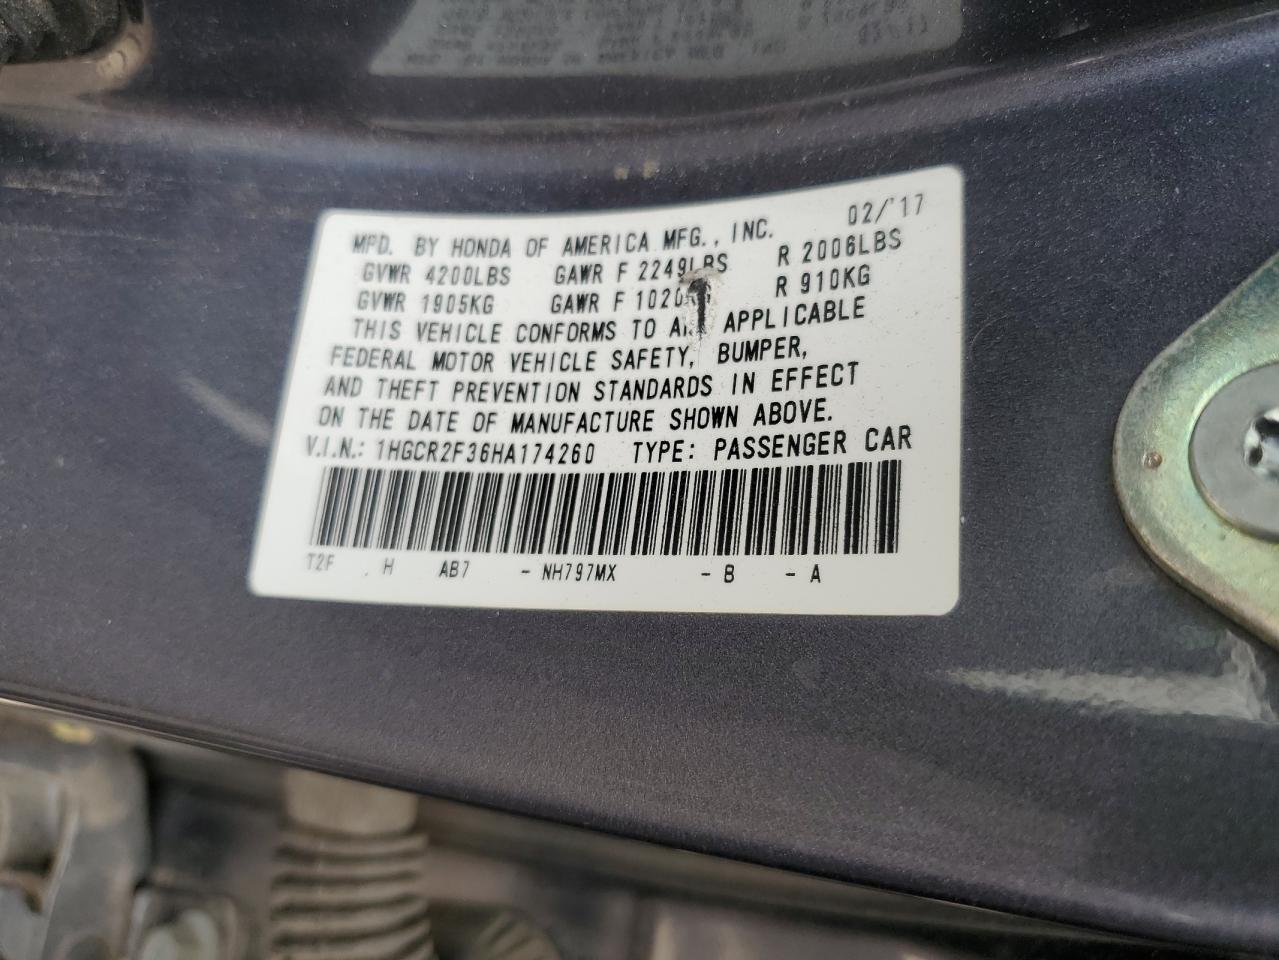 MFD. BY HONDA OF AMERICA MFG., INC. 02/'17
GVWR 4200LBS GAWR F 2249LBS R 2006LBS
GVWR 1905KG GAWR F 1020 R 910KG
THIS VEHICLE CONFORMS TO APPLICABLE
FEDERAL MOTOR VEHICLE SAFETY, BUMPER,
AND THEFT PREVENTION STANDARDS IN EFFECT
ON THE DATE OF MANUFACTURE SHOWN ABOVE.
V.I.N.: 1HGCR2F36HA174260 TYPE: PASSENGER CAR
T2F H AB7 - NH797MX - B - A